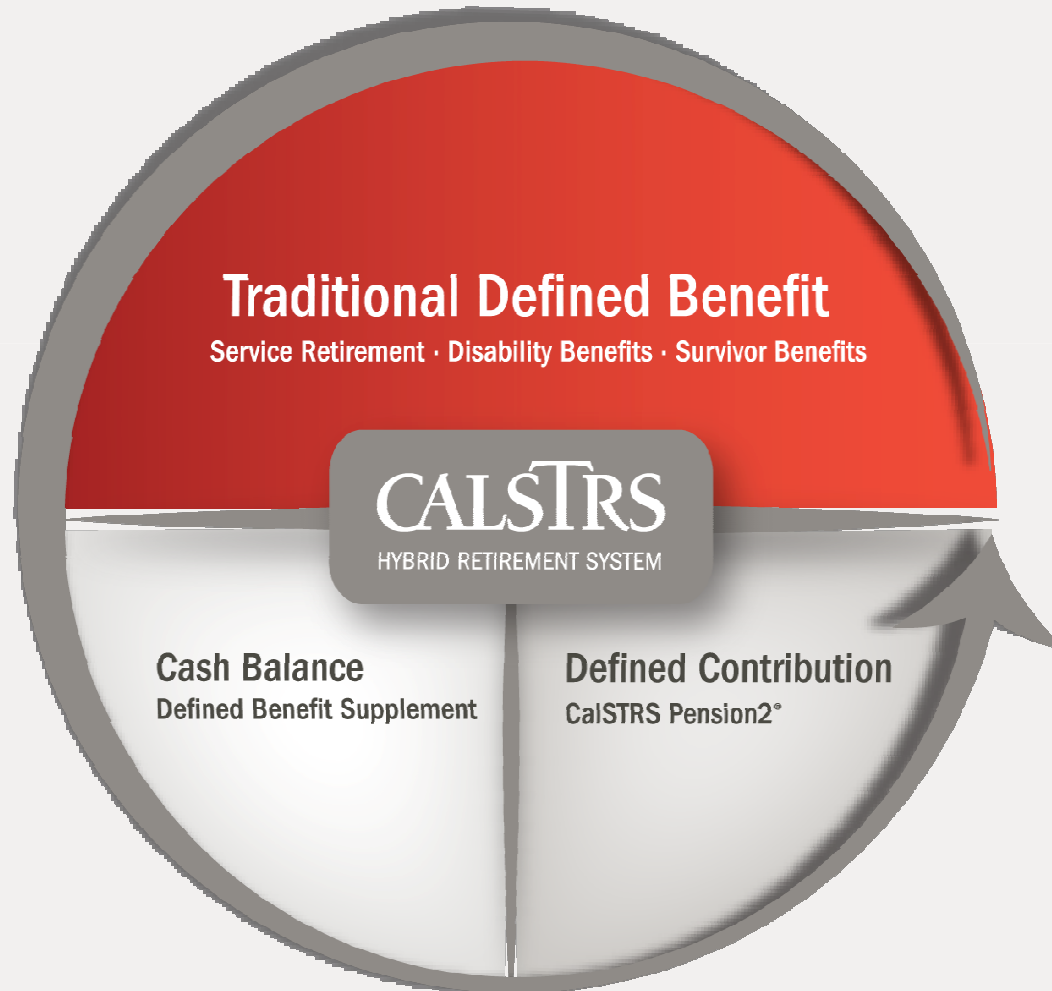 Traditional Defined Benefit
Service Retirement · Disability Benefits · Survivor Benefits
CALSTRS
HYBRID RETIREMENT SYSTEM
Cash Balance
Defined Benefit Supplement
Defined Contribution
CalSTRS Pension2®